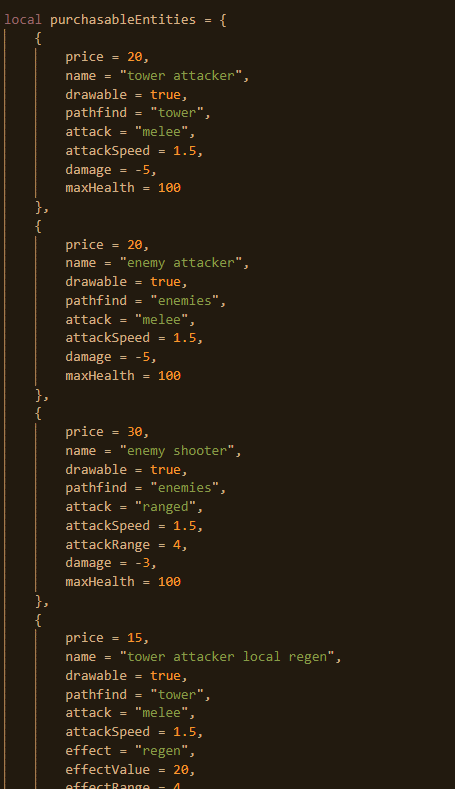 local purchasableEntities = {
{
price = 20,
name = "tower attacker",
drawable = true,
pathfind = "tower",
attack = "melee",
attackSpeed = 1.5,
damage = -5,
maxHealth = 100
},
{
price = 20,
name = "enemy attacker",
drawable = true,
pathfind = "enemies",
attack = "melee",
attackSpeed = 1.5,
damage = -5,
maxHealth = 100
},
{
price = 30,
name = "enemy shooter",
drawable = true,
pathfind = "enemies",
attack = "ranged",
attackSpeed = 1.5,
attackRange = 4,
damage = -3,
maxHealth = 100
},
{
price = 15,
name = "tower attacker local regen",
drawable = true,
pathfind = "tower",
attack = "melee",
attackSpeed = 1.5,
effect = "regen",
effectValue = 20,
effectRange = 4